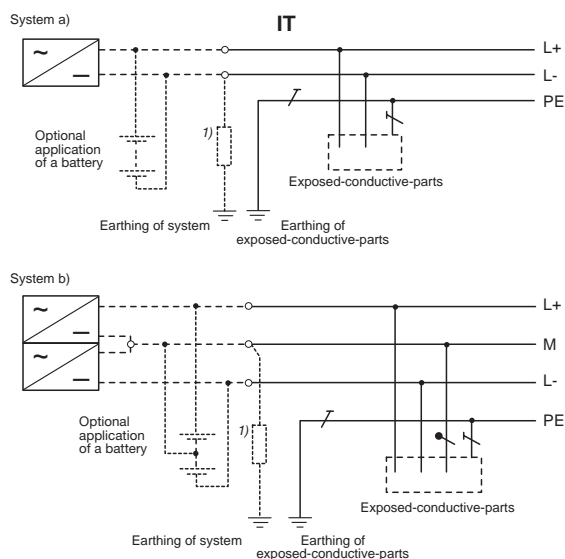 System a)
IT
L+
L-
PE
Optional
application
of a battery
1)
Exposed-conductive-parts
Earthing of system
Earthing of
exposed-conductive-parts
System b)
L+
M
L-
PE
Optional
application
of a battery
1)
Exposed-conductive-parts
Earthing of system
Earthing of
exposed-conductive-parts